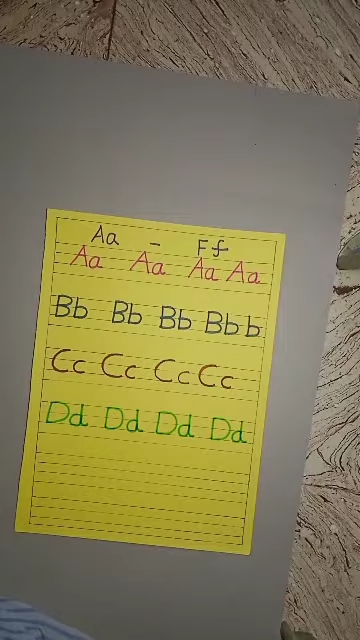 Aa - Ff
Aa Aa Aa Aa
Bb Bb Bb Bb b
Cc Cc Cc Cc
Dd Dd Dd Dd